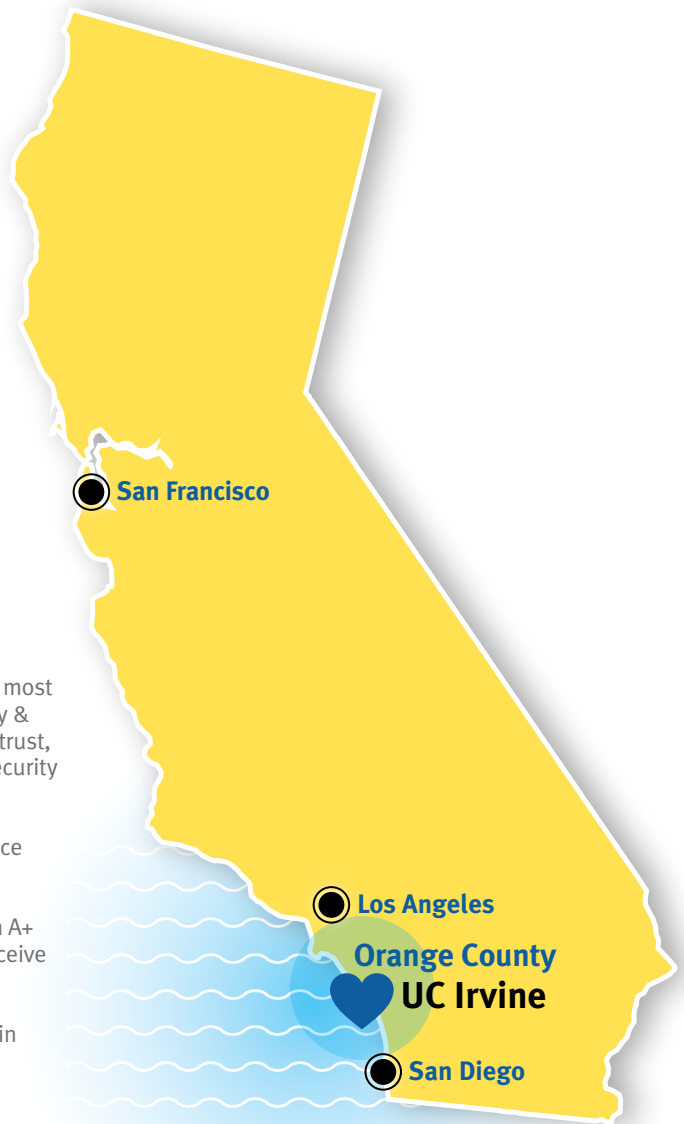 San Francisco
most
y &
trust,
ecurity
ce
Los Angeles
A+
ceive
Orange County
UC Irvine
in
San Diego